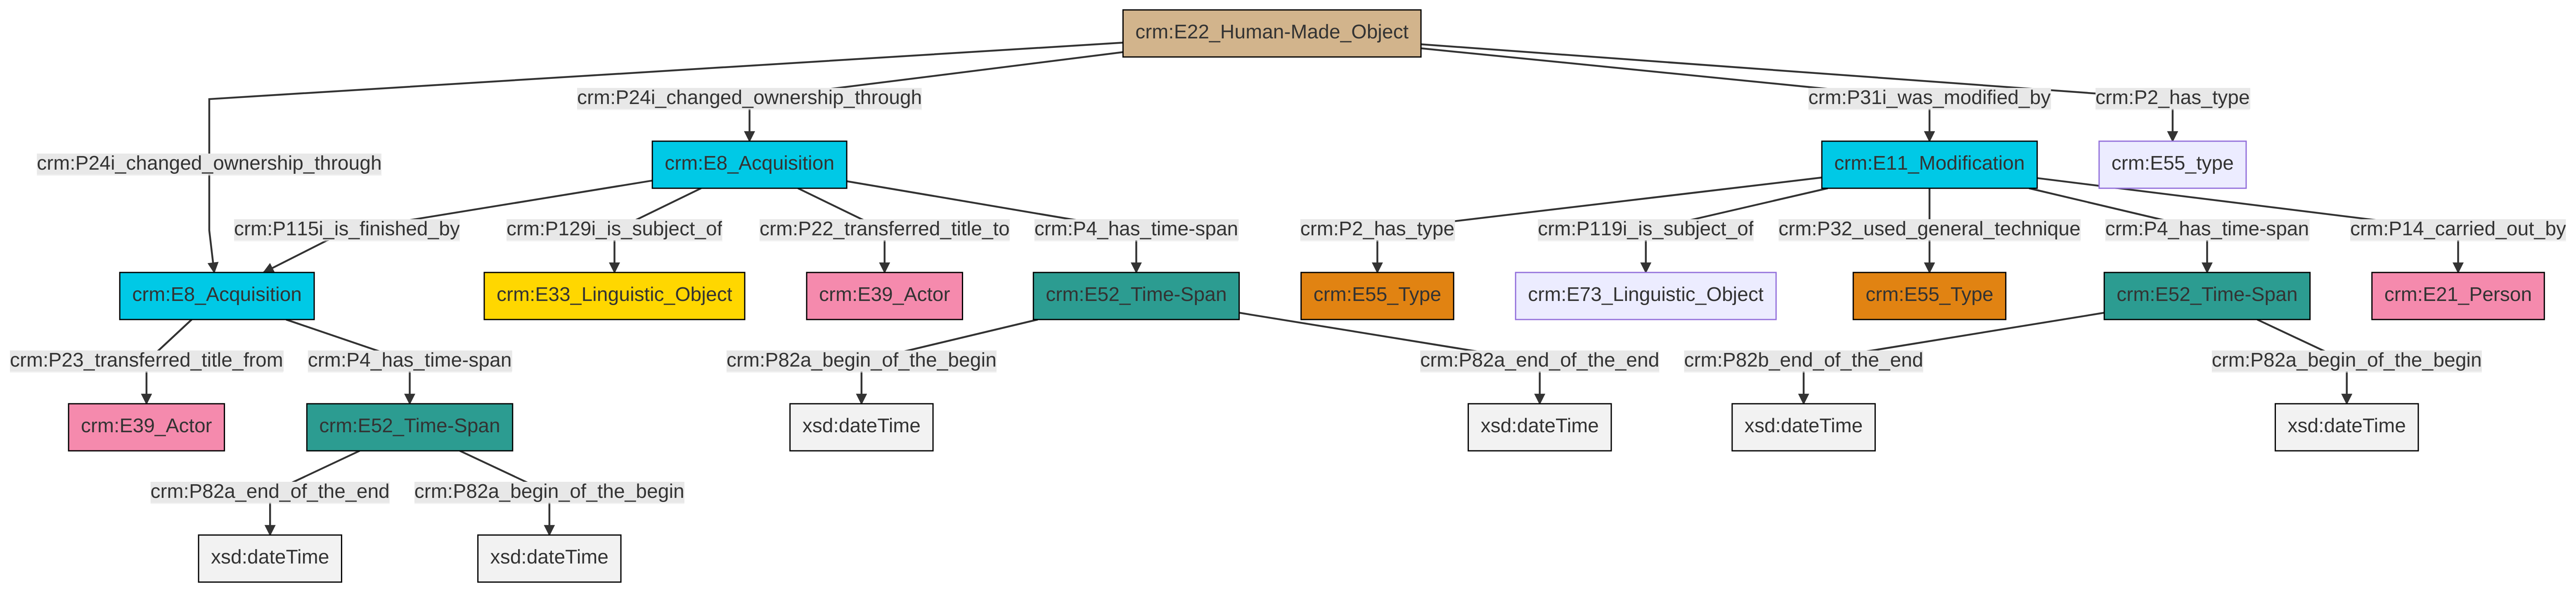 crm:E22_Human-Made_Object
crm:P24i_changed_ownership_through
crm:P31i_was_modified_by
crm:P2_has_type
crm:P24i_changed_ownership_through
crm:E8_Acquisition
crm:E11_Modification
crm:E55_type
crm:P115i_is_finished_by
crm:P129i_is_subject_of
crm:P22_transferred_title_to
crm:P4_has_time-span
crm:P2_has_type
crm:P119i_is_subject_of
crm:P32_used_general_technique
crm:P4_has_time-span
crm:P14_carried_out_by
crm:E8_Acquisition
crm:E33_Linguistic_Object
crm:E39_Actor
crm:E52_Time-Span
crm:E55_Type
crm:E73_Linguistic_Object
crm:E55_Type
crm:E52_Time-Span
crm:E21_Person
crm:P23_transferred_title_from
crm:P4_has_time-span
crm:P82a_begin_of_the_begin
crm:P82a_end_of_the_end
crm:P82b_end_of_the_end
crm:P82a_begin_of_the_begin
crm:E39_Actor
crm:E52_Time-Span
xsd:dateTime
xsd:dateTime
xsd:dateTime
xsd:dateTime
crm:P82a_end_of_the_end
crm:P82a_begin_of_the_begin
xsd:dateTime
xsd:dateTime